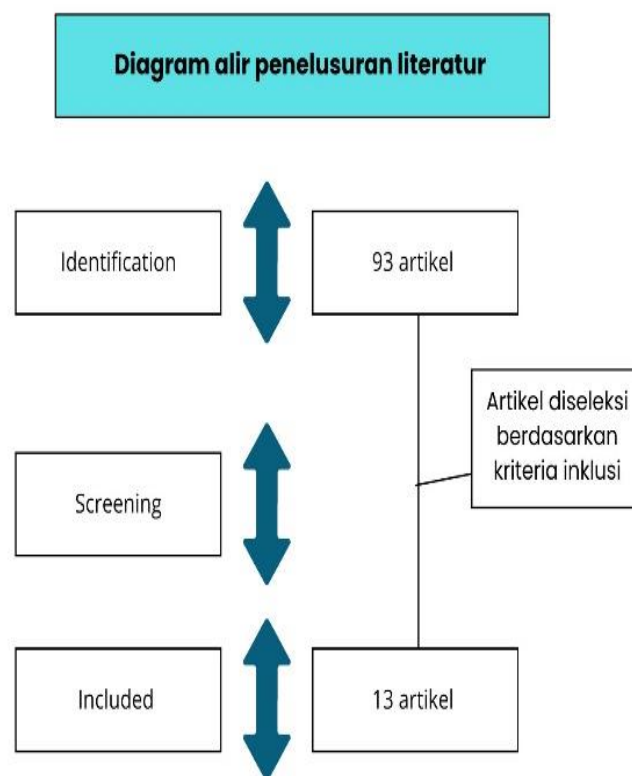 Diagram alir penelusuran literatur
Identification
93 artikel
Artikel diseleksi
berdasarkan
kriteria inklusi
Screening
Included
13 artikel